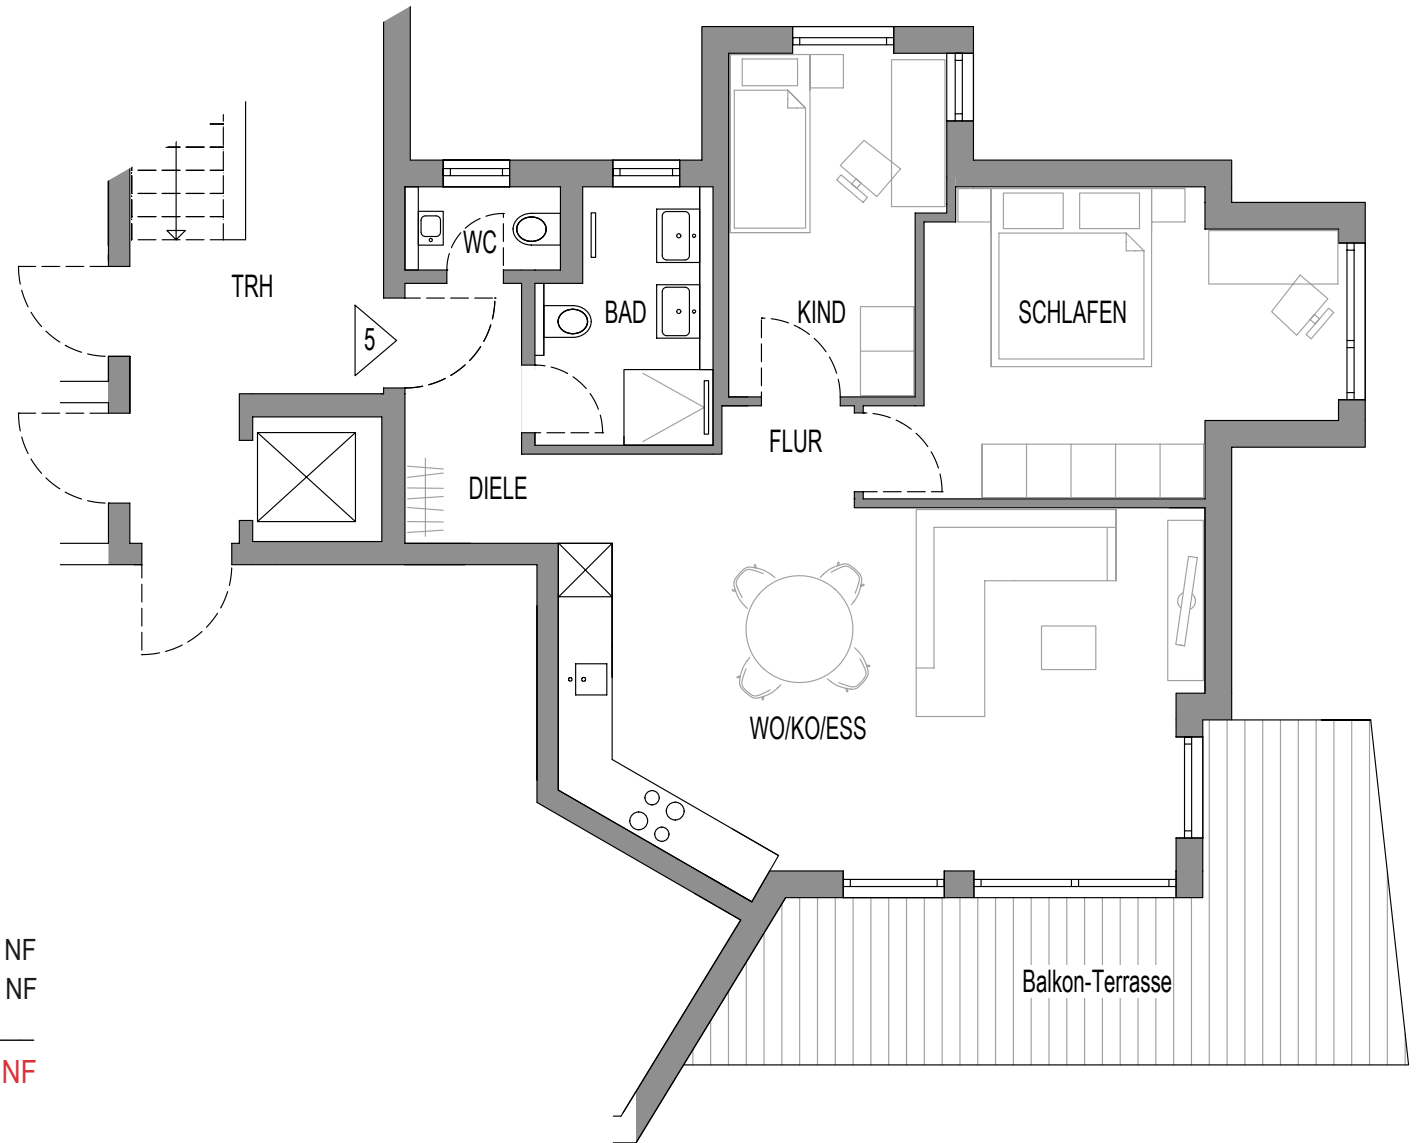 WC
TRH
BAD
KIND
SCHLAFEN
5
FLUR
DIELE
WO/KO/ESS
Balkon-Terrasse
NF
NF
NF